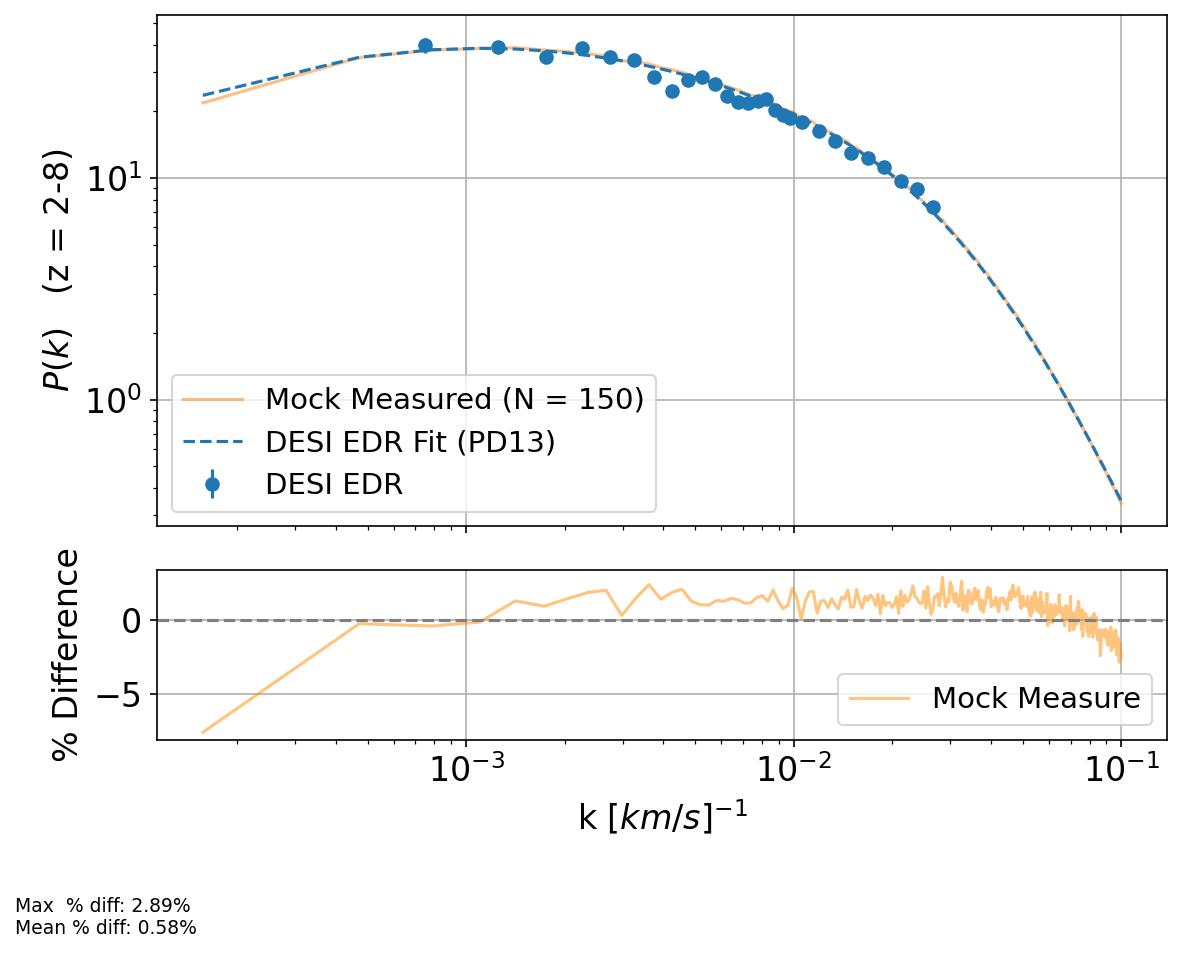 P(k) (z = 2-8)
10¹
10⁰
Mock Measured (N = 150)
DESI EDR Fit (PD13)
DESI EDR
% Difference
0
−5
Mock Measure
10⁻³
10⁻²
10⁻¹
k [km/s]⁻¹
Max % diff: 2.89%
Mean % diff: 0.58%